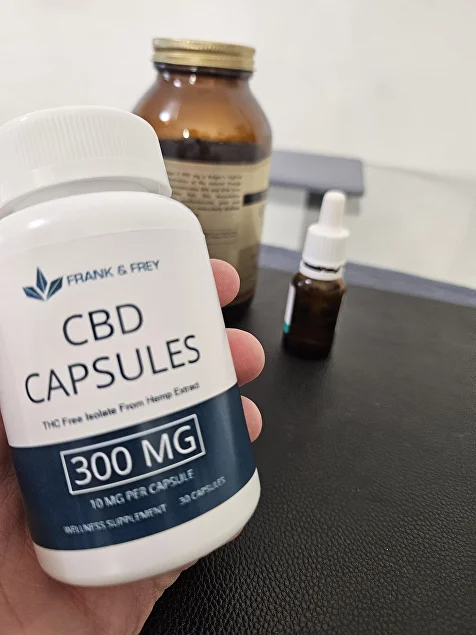 FRANK & FREY
CBD
CAPSULES
THC Free Isolate From Hemp Extract
300 MG
10 MG PER CAPSULE
WELLNESS SUPPLEMENT 30 CAPSULES